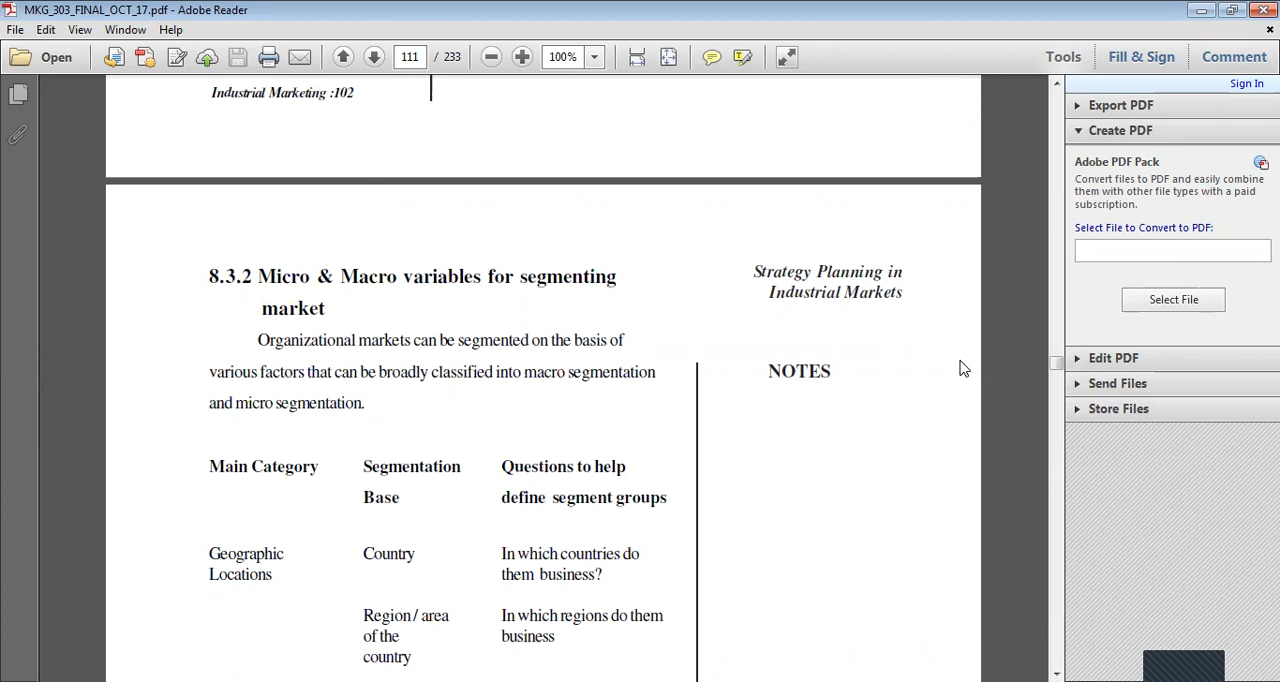 MKG_303_FINAL_OCT_17.pdf - Adobe Reader
File Edit View Window Help
Open 111 / 233 100% Tools Fill & Sign Comment
Sign In
Export PDF
Create PDF
Adobe PDF Pack
Convert files to PDF and easily combine
them with other file types with a paid
subscription.
Select File to Convert to PDF:
Select File
Edit PDF
Send Files
Store Files
Industrial Marketing :102
8.3.2 Micro & Macro variables for segmenting
market
Strategy Planning in
Industrial Markets
Organizational markets can be segmented on the basis of
various factors that can be broadly classified into macro segmentation
and micro segmentation.
NOTES
Main Category Segmentation Questions to help
Base define segment groups
Geographic Country In which countries do
Locations them business?
Region / area In which regions do them
of the business
country